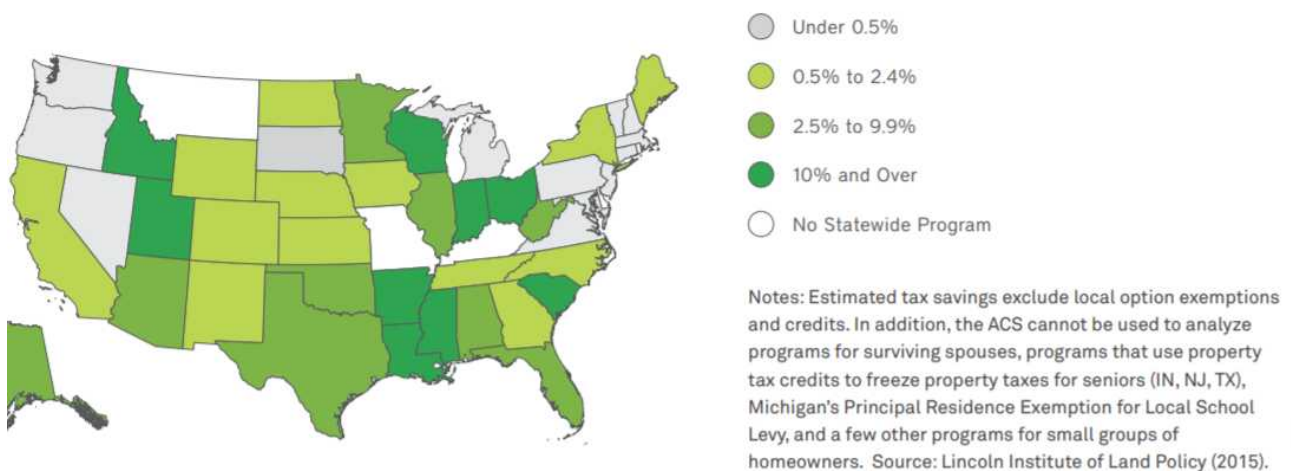 Under 0.5%
0.5% to 2.4%
2.5% to 9.9%
10% and Over
No Statewide Program
Notes: Estimated tax savings exclude local option exemptions
and credits. In addition, the ACS cannot be used to analyze
programs for surviving spouses, programs that use property
tax credits to freeze property taxes for seniors (IN, NJ, TX),
Michigan's Principal Residence Exemption for Local School
Levy, and a few other programs for small groups of
homeowners. Source: Lincoln Institute of Land Policy (2015).